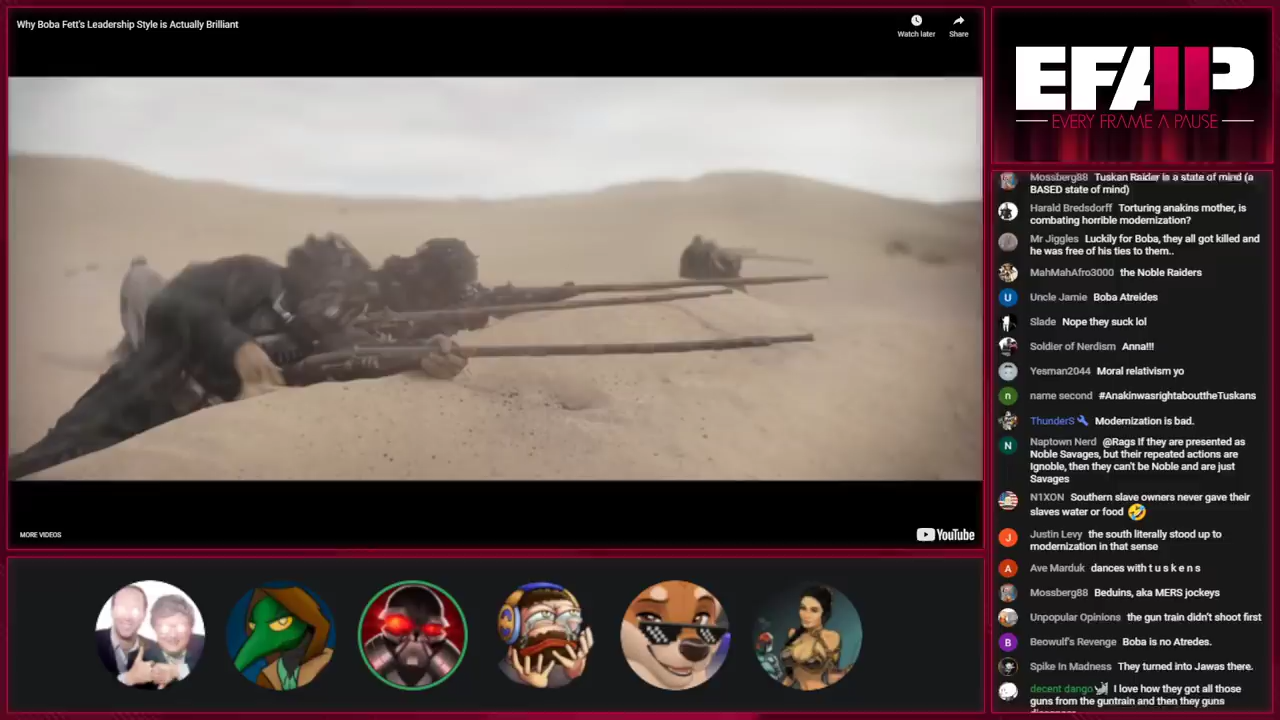 Why Boba Fett's Leadership Style is Actually Brilliant
Watch later
Share
MORE VIDEOS
YouTube
EFAP
EVERY FRAME A PAUSE
Mossberg88 Tuskan Raider is a state of mind (a
BASED state of mind)
Harald Bredsdorff Torturing anakins mother, is
combating horrible modernization?
Mr Jiggles Luckily for Boba, they all got killed and
he was free of his ties to them..
MahMahAfro3000 the Noble Raiders
U
Uncle Jamie Boba Atreides
Slade Nope they suck lol
Soldier of Nerdism Anna!!!
Yesman2044 Moral relativism yo
n
name second #AnakinwasrightabouttheTuskans
ThunderS Modernization is bad.
N
Naptown Nerd @Rags If they are presented as
Noble Savages, but their repeated actions are
Ignoble, then they can't be Noble and are just
Savages
N1XON Southern slave owners never gave their
slaves water or food 🤣
J
Justin Levy the south literally stood up to
modernization in that sense
A
Ave Marduk dances with t u s k e n s
Mossberg88 Beduins, aka MERS jockeys
Unpopular Opinions the gun train didn't shoot first
B
Beowulf's Revenge Boba is no Atredes.
Spike In Madness They turned into Jawas there.
decent dango I love how they got all those
guns from the guntrain and then they guns